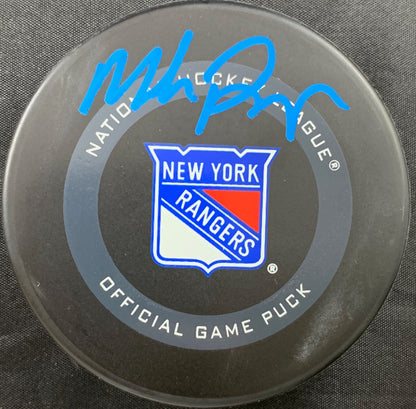 NATIONAL HOCKEY LEAGUE®
NEW YORK
RANGERS
®
OFFICIAL GAME PUCK